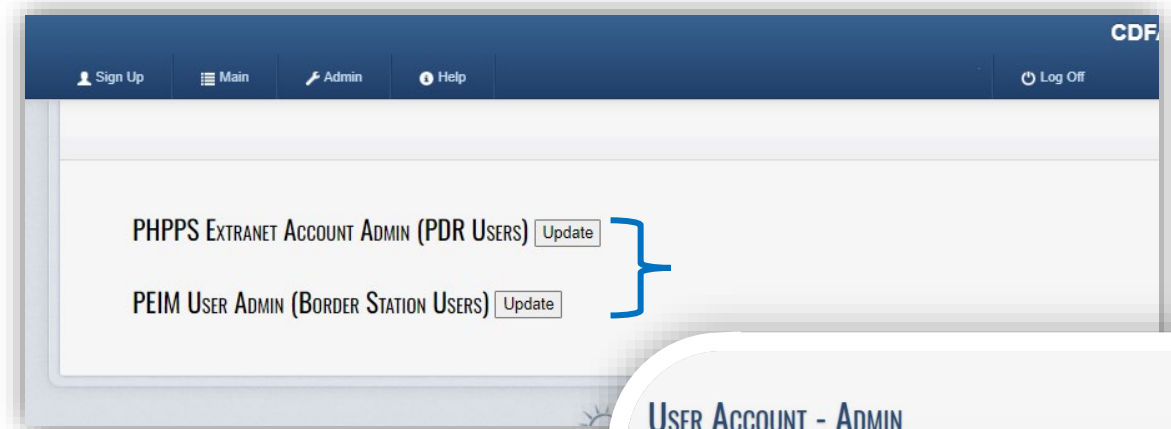 CDF
Sign Up Main Admin Help Log Off
PHPPS Extranet Account Admin (PDR Users) Update
PEIM User Admin (Border Station Users) Update
User Account - Admin